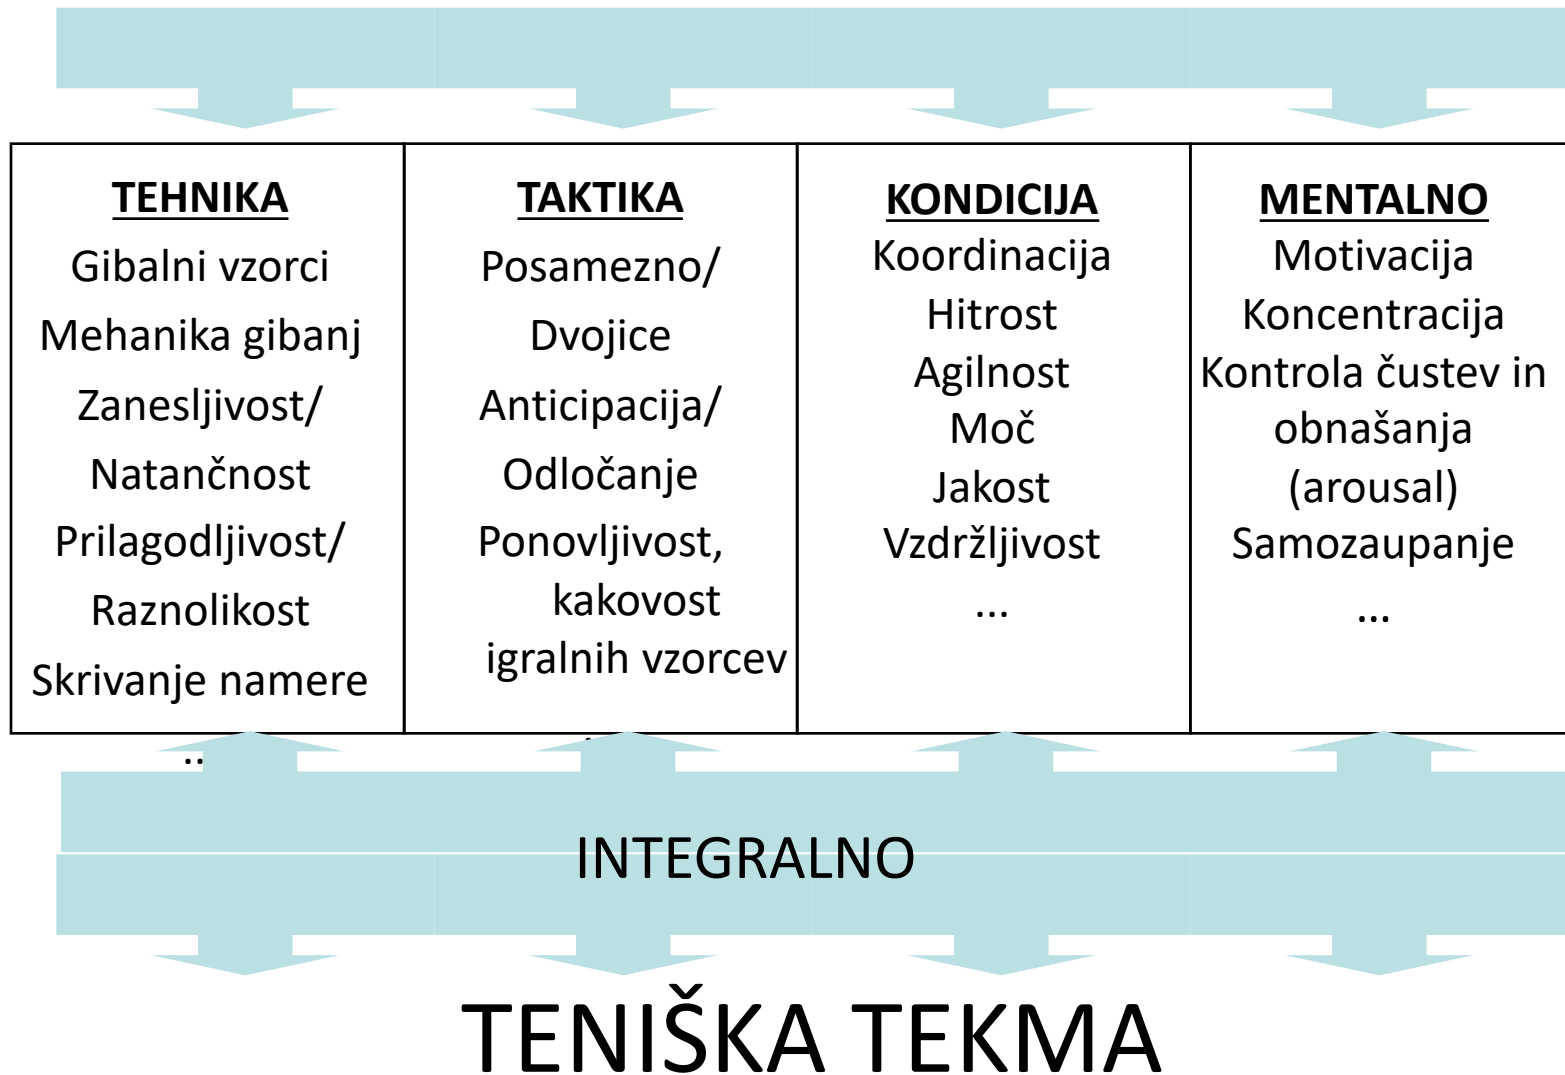 TEHNIKA
Gibalni vzorci
Mehanika gibanj
Zanesljivost/
Natančnost
Prilagodljivost/
Raznolikost
Skrivanje namere
..
TAKTIKA
Posamezno/
Dvojice
Anticipacija/
Odločanje
Ponovljivost,
kakovost
igralnih vzorcev
KONDICIJA
Koordinacija
Hitrost
Agilnost
Moč
Jakost
Vzdržljivost
...
MENTALNO
Motivacija
Koncentracija
Kontrola čustev in
obnašanja
(arousal)
Samozaupanje
...
INTEGRALNO
TENIŠKA TEKMA